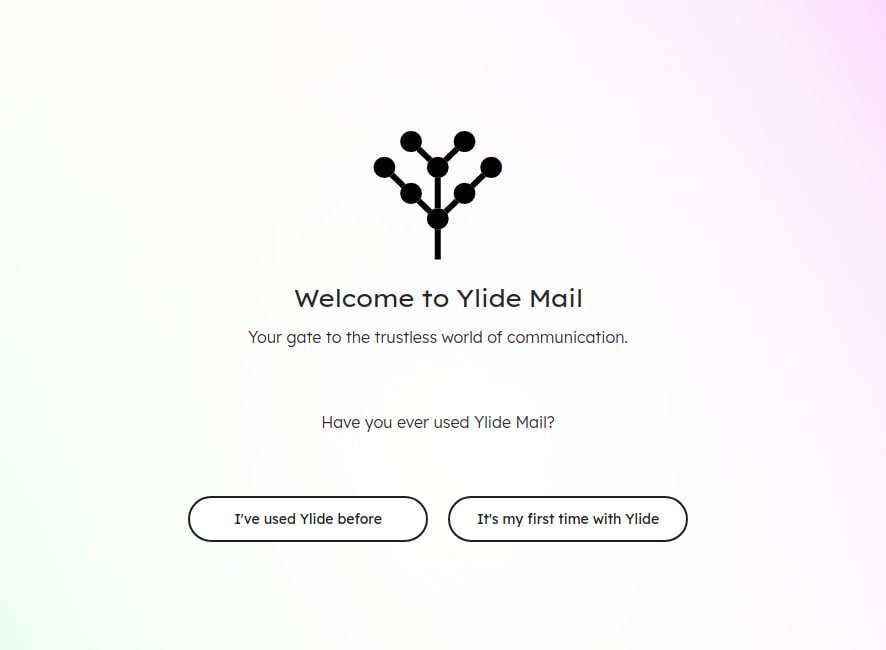 Welcome to Ylide Mail
Your gate to the trustless world of communication.
Have you ever used Ylide Mail?
I've used Ylide before
It's my first time with Ylide